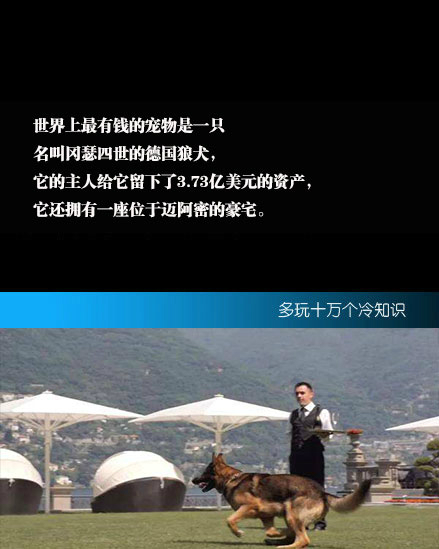 世界上最有钱的宠物是一只
名叫冈瑟四世的德国狼犬，
它的主人给它留下了3.73亿美元的资产，
它还拥有一座位于迈阿密的豪宅。
多玩十万个冷知识